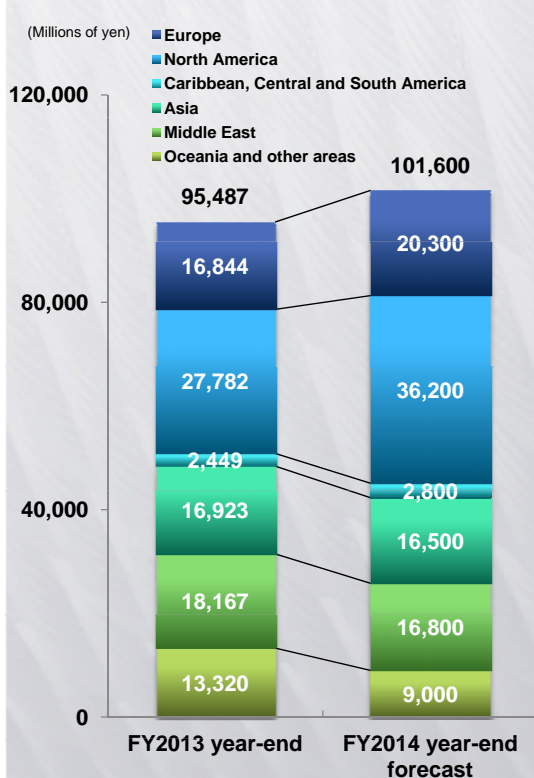 (Millions of yen)
Europe
North America
Caribbean, Central and South America
Asia
Middle East
Oceania and other areas
120,000
80,000
40,000
0
95,487
16,844
27,782
2,449
16,923
18,167
13,320
101,600
20,300
36,200
2,800
16,500
16,800
9,000
FY2013 year-end
FY2014 year-end
forecast